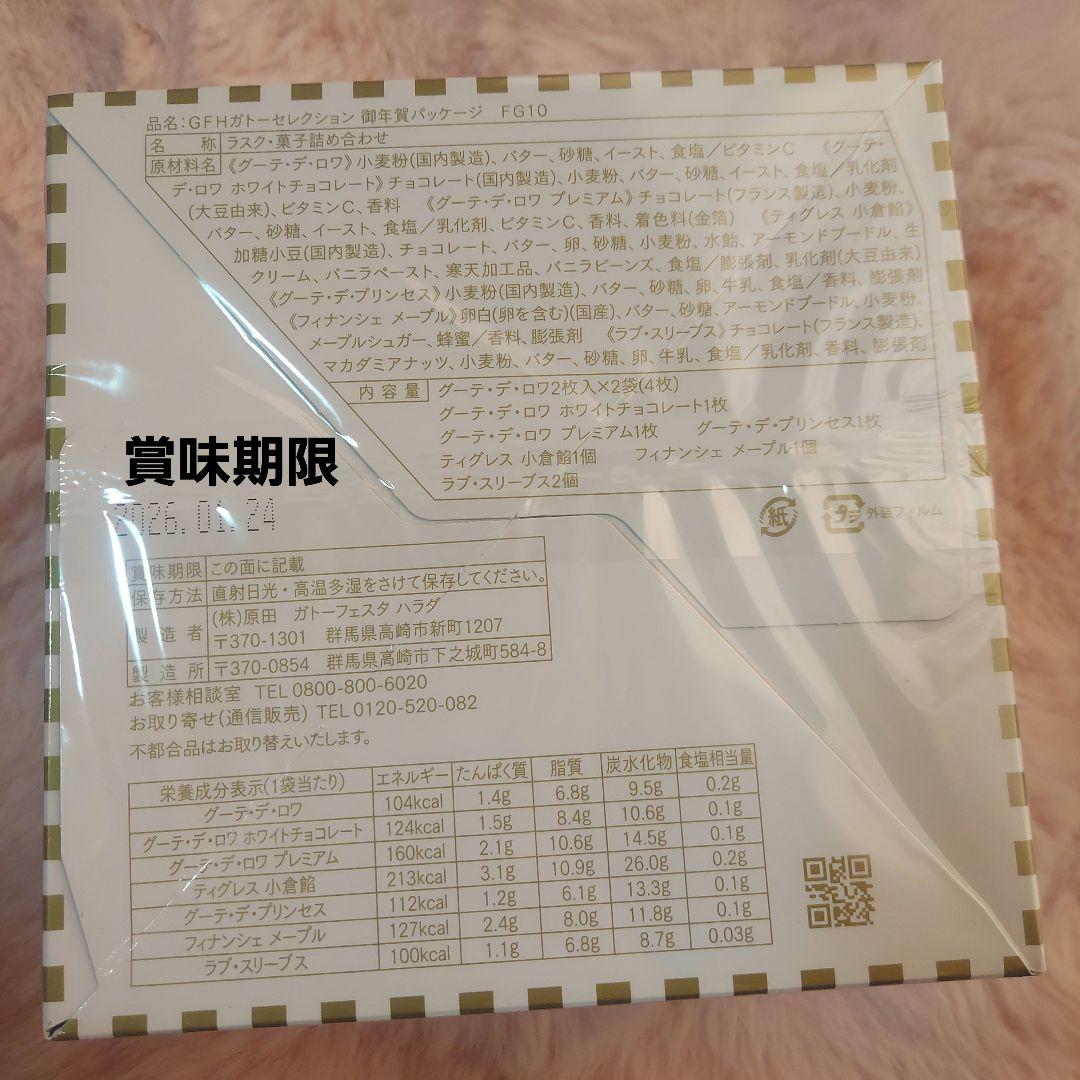 品名:GFHガトーセレクション 御年賀パッケージ FG10
名称 ラスク・菓子詰め合わせ
原材料名 《グーテ・デ・ロワ》小麦粉(国内製造)、バター、砂糖、イースト、食塩/ビタミンC 《グーテ・
デ・ロワ ホワイトチョコレート》チョコレート(国内製造)、小麦粉、バター、砂糖、イースト、食塩/乳化剤
(大豆由来)、ビタミンC、香料 《グーテ・デ・ロワ プレミアム》チョコレート(フランス製造)、小麦粉、
バター、砂糖、イースト、食塩/乳化剤、ビタミンC、香料、着色料(金箔) 《ティグレス 小倉餡》
加糖小豆(国内製造)、チョコレート、バター、卵、砂糖、小麦粉、水飴、アーモンドプードル、生
クリーム、バニラペースト、寒天加工品、バニラビーンズ、食塩/膨張剤、乳化剤(大豆由来)
《グーテ・デ・プリンセス》小麦粉(国内製造)、バター、砂糖、卵、牛乳、食塩/香料、膨張剤
《フィナンシェ メープル》卵白(卵を含む)(国産)、バター、砂糖、アーモンドプードル、小麦粉、
メープルシュガー、蜂蜜/香料、膨張剤 《ラブ・スリーブス》チョコレート(フランス製造)、
マカダミアナッツ、小麦粉、バター、砂糖、卵、牛乳、食塩/乳化剤、香料、膨張剤
内容量 グーテ・デ・ロワ2枚入×2袋(4枚)
グーテ・デ・ロワ ホワイトチョコレート1枚
グーテ・デ・ロワ プレミアム1枚 グーテ・デ・プリンセス1枚
ティグレス 小倉餡1個 フィナンシェ メープル1個
ラブ・スリーブス2個
賞味期限
2026.01.24
紙 プラ 外装フィルム
賞味期限 この面に記載
保存方法 直射日光・高温多湿をさけて保存してください。
製造者 (株)原田 ガトーフェスタ ハラダ
〒370-1301 群馬県高崎市新町1207
製造所 〒370-0854 群馬県高崎市下之城町584-8
お客様相談室 TEL 0800-800-6020
お取り寄せ(通信販売) TEL 0120-520-082
不都合品はお取り替えいたします。
栄養成分表示(1袋当たり) エネルギー たんぱく質 脂質 炭水化物 食塩相当量
グーテ・デ・ロワ 104kcal 1.4g 6.8g 9.5g 0.2g
グーテ・デ・ロワ ホワイトチョコレート 124kcal 1.5g 8.4g 10.6g 0.1g
グーテ・デ・ロワ プレミアム 160kcal 2.1g 10.6g 14.5g 0.1g
ティグレス 小倉餡 213kcal 3.1g 10.9g 26.0g 0.2g
グーテ・デ・プリンセス 112kcal 1.2g 6.1g 13.3g 0.1g
フィナンシェ メープル 127kcal 2.4g 8.0g 11.8g 0.1g
ラブ・スリーブス 100kcal 1.1g 6.8g 8.7g 0.03g